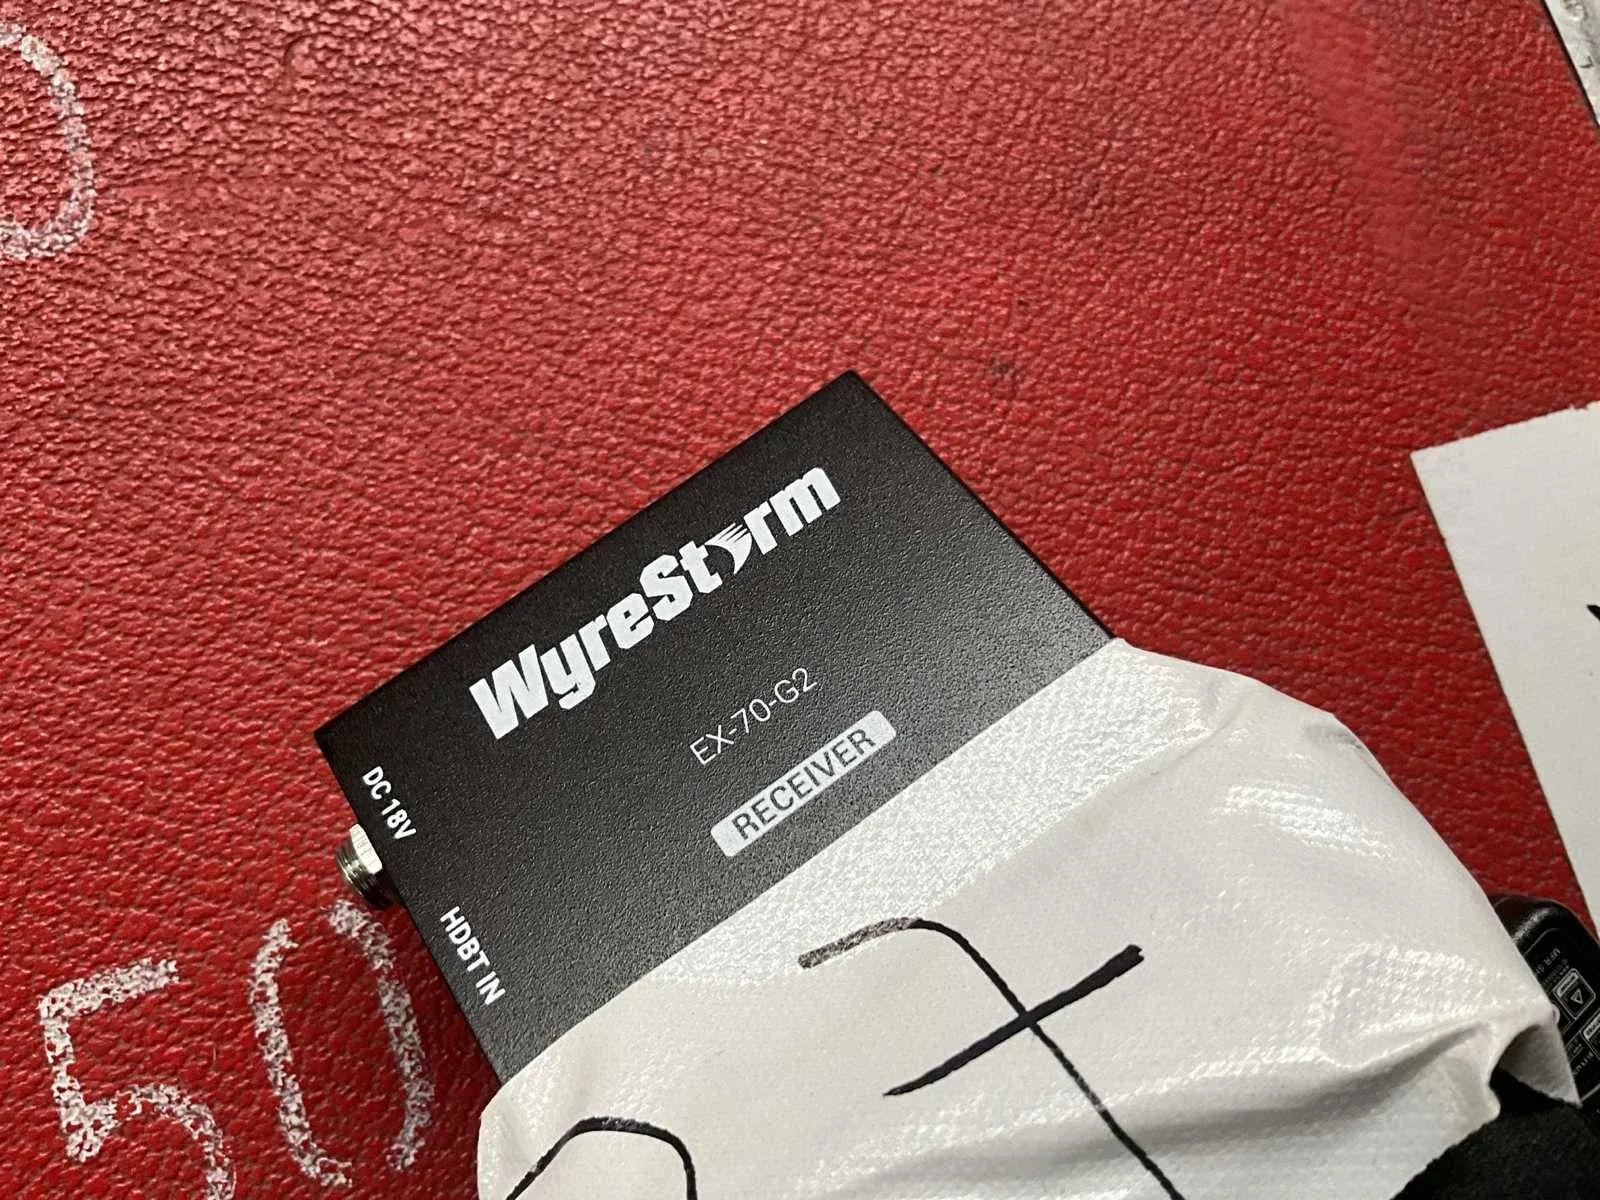 WyreStorm
EX-70-G2
RECEIVER
DC 18V
HDBT IN
50